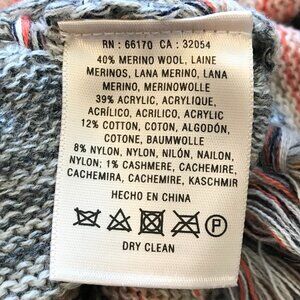 RN : 66170 CA : 32054
40% MERINO WOOL, LAINE
MERINOS, LANA MERINO, LANA
MERINO, MERINOWOLLE
39% ACRYLIC, ACRYLIQUE,
ACRÍLICO, ACRILICO, ACRYLIC
12% COTTON, COTON, ALGODÓN,
COTONE, BAUMWOLLE
8% NYLON, NYLON, NILÓN, NAILON,
NYLON; 1% CASHMERE, CACHEMIRE,
CACHEMIRA, CACHEMIRE, KASCHMIR
HECHO EN CHINA
P
DRY CLEAN